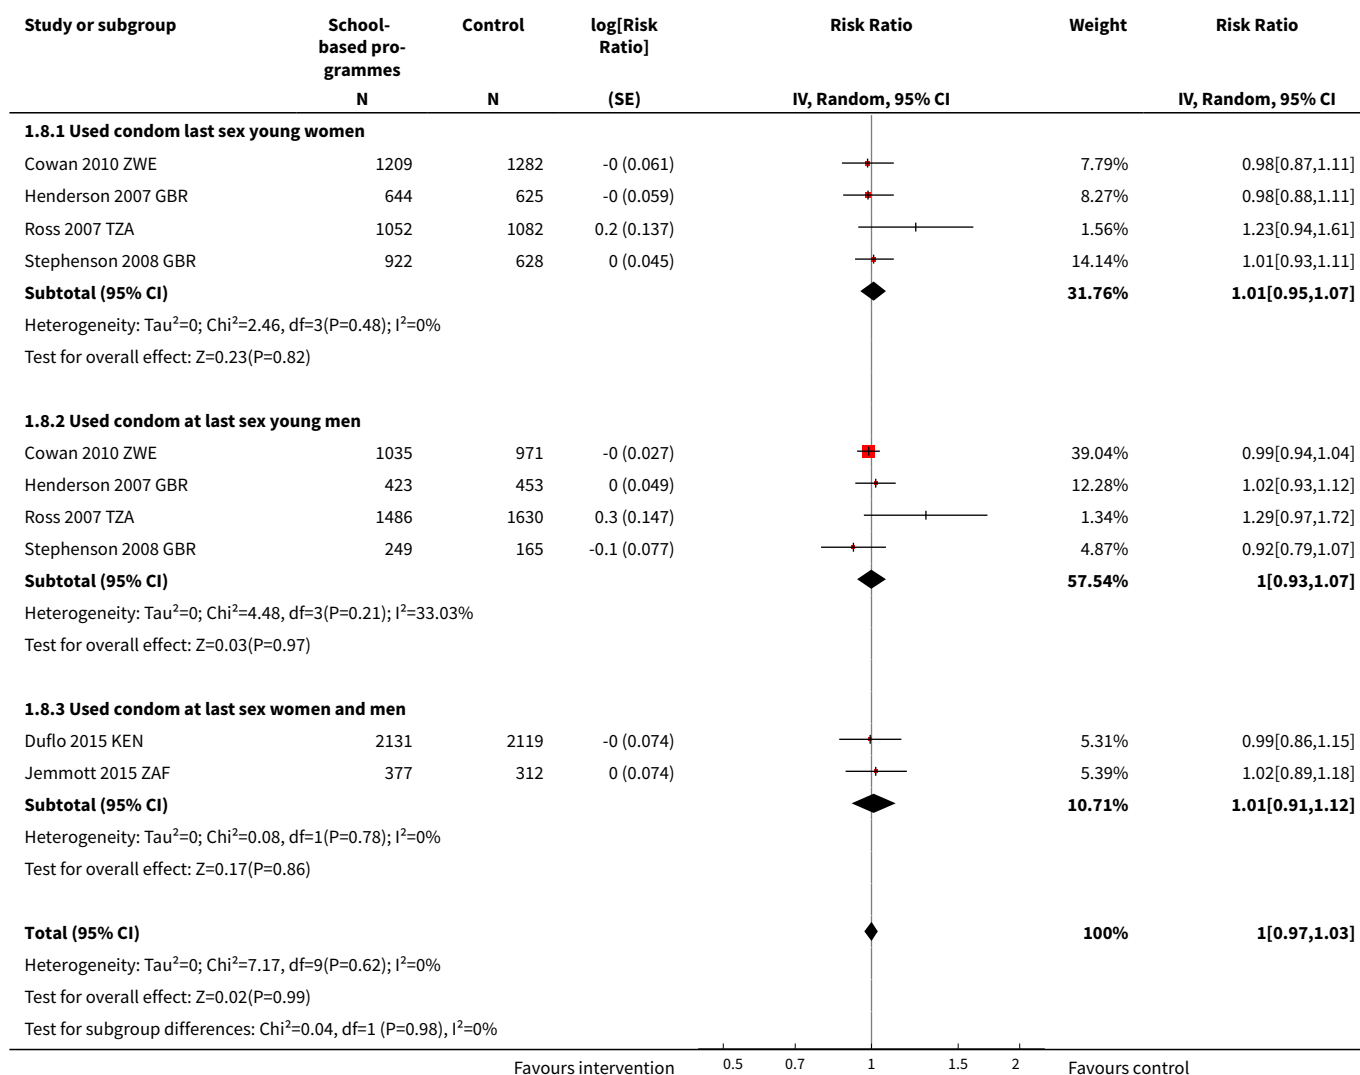 Study or subgroup School- Control log[Risk Risk Ratio Weight Risk Ratio
based pro- Ratio]
grammes
N N (SE) IV, Random, 95% CI IV, Random, 95% CI
1.8.1 Used condom last sex young women
Cowan 2010 ZWE 1209 1282 -0 (0.061) 7.79% 0.98[0.87,1.11]
Henderson 2007 GBR 644 625 -0 (0.059) 8.27% 0.98[0.88,1.11]
Ross 2007 TZA 1052 1082 0.2 (0.137) 1.56% 1.23[0.94,1.61]
Stephenson 2008 GBR 922 628 0 (0.045) 14.14% 1.01[0.93,1.11]
Subtotal (95% CI) 31.76% 1.01[0.95,1.07]
Heterogeneity: Tau²=0; Chi²=2.46, df=3(P=0.48); I²=0%
Test for overall effect: Z=0.23(P=0.82)
1.8.2 Used condom at last sex young men
Cowan 2010 ZWE 1035 971 -0 (0.027) 39.04% 0.99[0.94,1.04]
Henderson 2007 GBR 423 453 0 (0.049) 12.28% 1.02[0.93,1.12]
Ross 2007 TZA 1486 1630 0.3 (0.147) 1.34% 1.29[0.97,1.72]
Stephenson 2008 GBR 249 165 -0.1 (0.077) 4.87% 0.92[0.79,1.07]
Subtotal (95% CI) 57.54% 1[0.93,1.07]
Heterogeneity: Tau²=0; Chi²=4.48, df=3(P=0.21); I²=33.03%
Test for overall effect: Z=0.03(P=0.97)
1.8.3 Used condom at last sex women and men
Duflo 2015 KEN 2131 2119 -0 (0.074) 5.31% 0.99[0.86,1.15]
Jemmott 2015 ZAF 377 312 0 (0.074) 5.39% 1.02[0.89,1.18]
Subtotal (95% CI) 10.71% 1.01[0.91,1.12]
Heterogeneity: Tau²=0; Chi²=0.08, df=1(P=0.78); I²=0%
Test for overall effect: Z=0.17(P=0.86)
Total (95% CI) 100% 1[0.97,1.03]
Heterogeneity: Tau²=0; Chi²=7.17, df=9(P=0.62); I²=0%
Test for overall effect: Z=0.02(P=0.99)
Test for subgroup differences: Chi²=0.04, df=1 (P=0.98), I²=0%
Favours intervention 0.5 0.7 1 1.5 2 Favours control